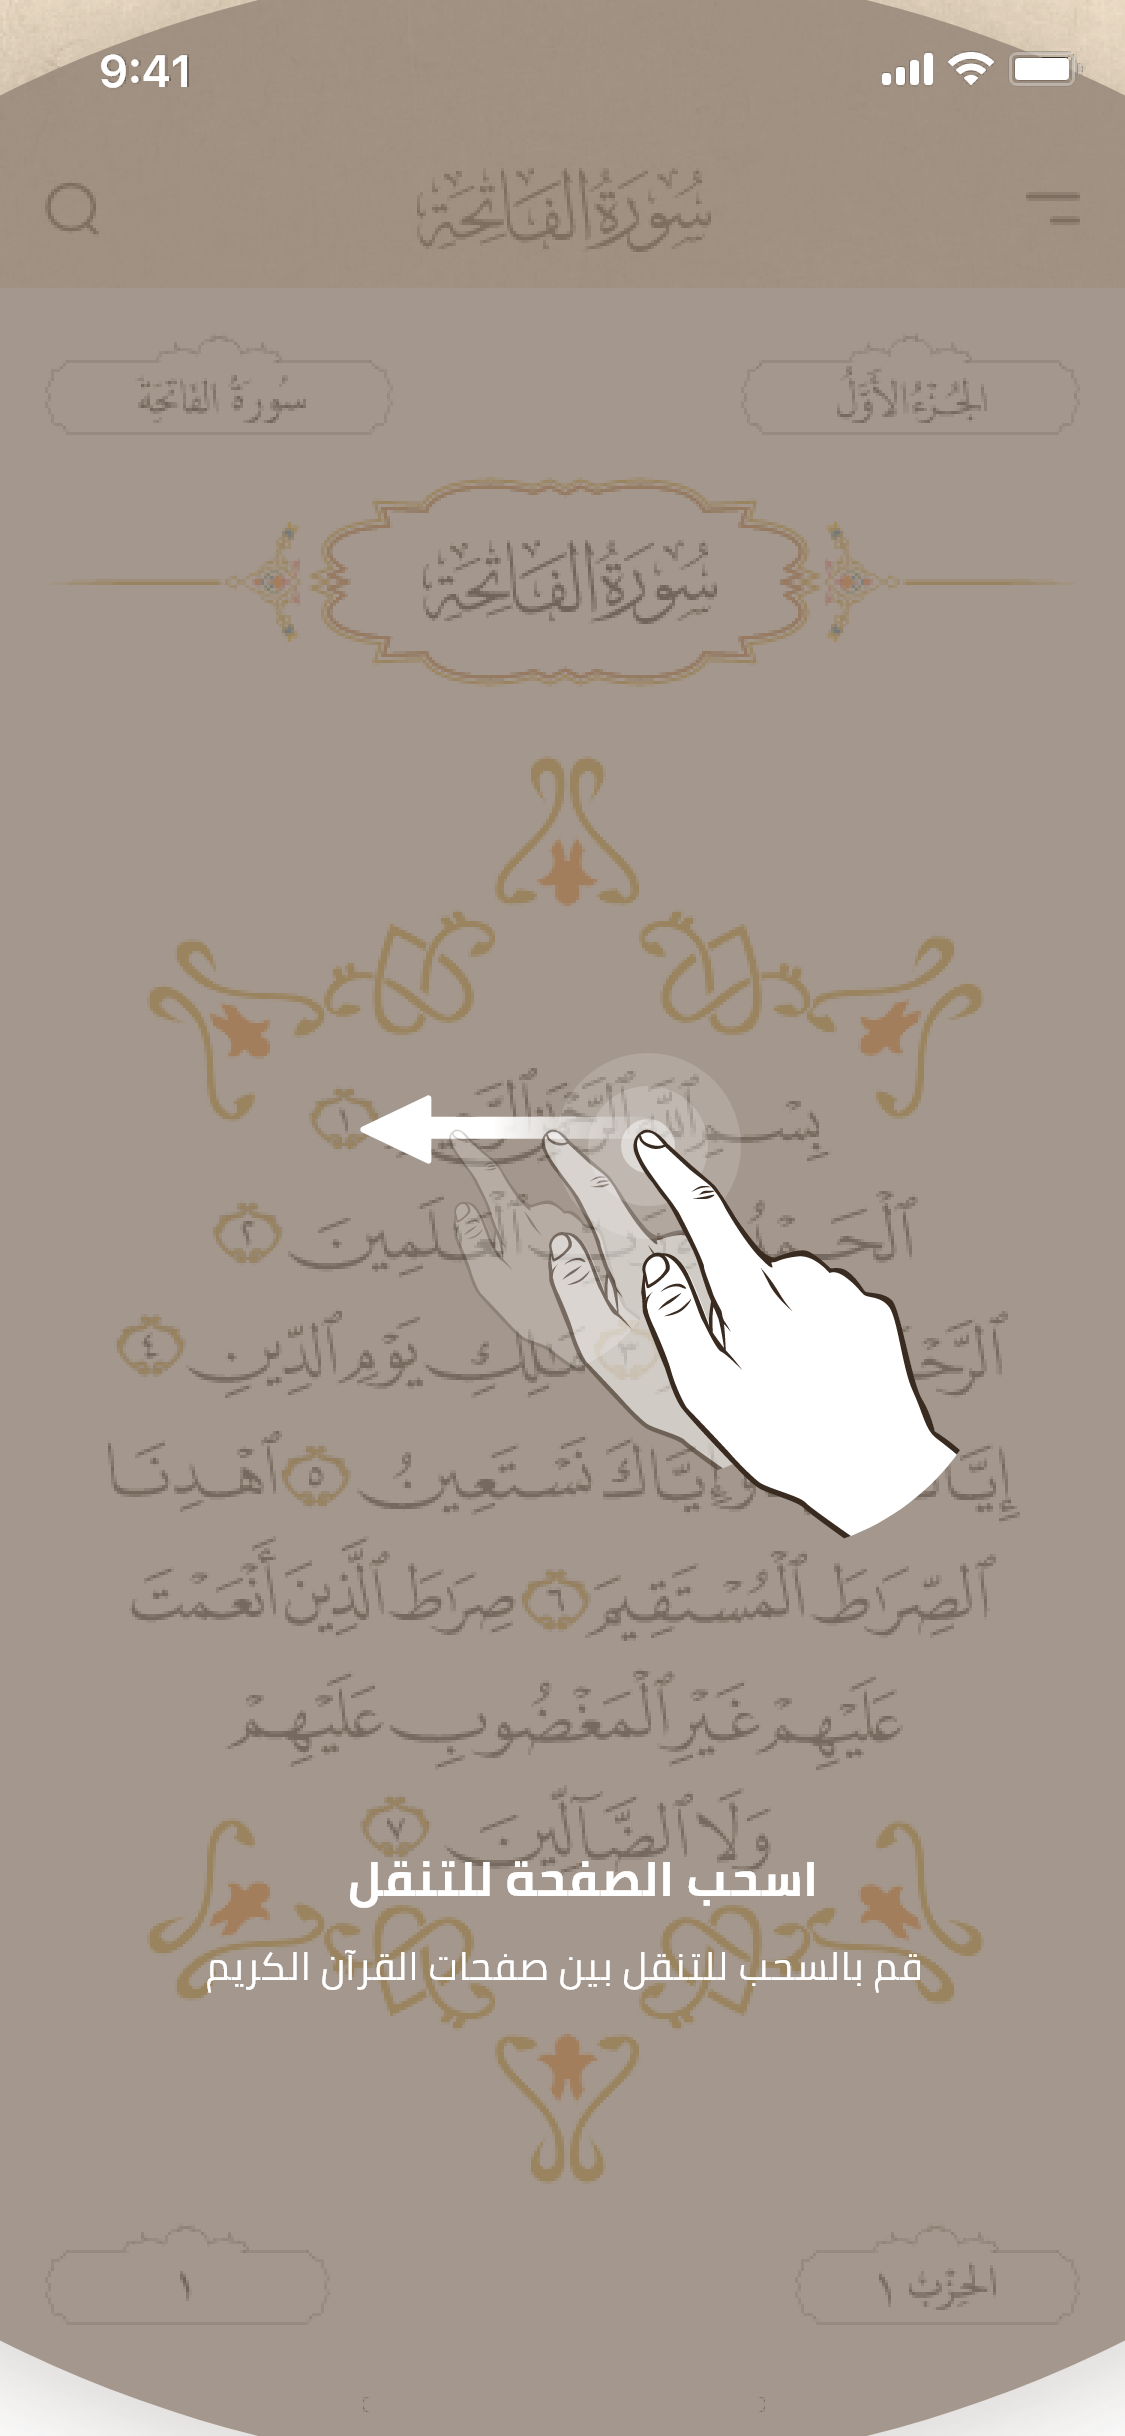 9:41
سُورَةُ الفَاتِحَةِ
الجُزْءُ الأَوَّلُ
سُورَةُ الفَاتِحَةِ
سُورَةُ الفَاتِحَةِ
بِسْمِ ٱللَّهِ ٱلرَّحْمَٰنِ ٱلرَّحِيمِ ١
ٱلْحَمْدُ رَبِّ ٱلْعَٰلَمِينَ ٢
ٱلرَّحْمَٰنِ ٣ مَٰلِكِ يَوْمِ ٱلدِّينِ ٤
إِيَّاكَ وَإِيَّاكَ نَسْتَعِينُ ٥ ٱهْدِنَا
ٱلصِّرَٰطَ ٱلْمُسْتَقِيمَ ٦ صِرَٰطَ ٱلَّذِينَ أَنْعَمْتَ
عَلَيْهِمْ غَيْرِ ٱلْمَغْضُوبِ عَلَيْهِمْ
وَلَا ٱلضَّآلِّينَ ٧
اسحب الصفحة للتنقل
قم بالسحب للتنقل بين صفحات القرآن الكريم
الحِزْبُ ١
١